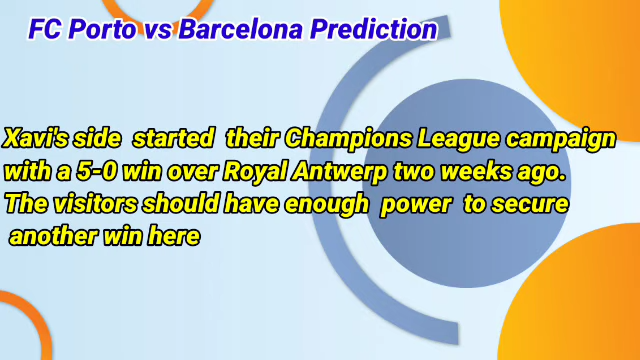 FC Porto vs Barcelona Prediction
Xavi's side started their Champions League campaign
with a 5-0 win over Royal Antwerp two weeks ago.
The visitors should have enough power to secure
another win here